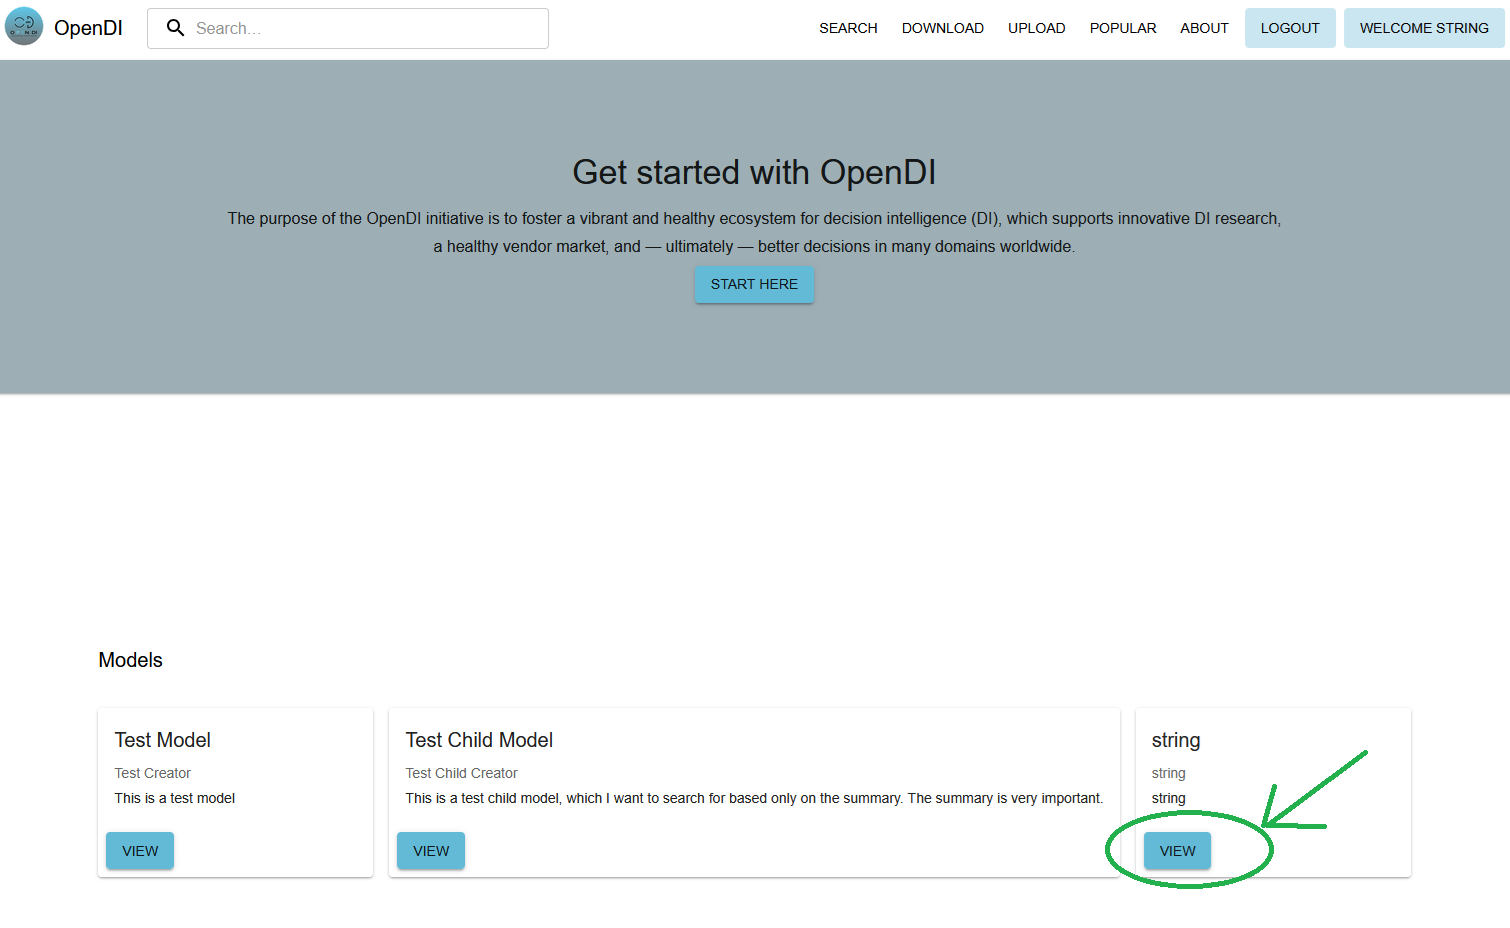 OPEN DI
OpenDI
Search...
SEARCH
DOWNLOAD
UPLOAD
POPULAR
ABOUT
LOGOUT
WELCOME STRING
Get started with OpenDI
The purpose of the OpenDI initiative is to foster a vibrant and healthy ecosystem for decision intelligence (DI), which supports innovative DI research,
a healthy vendor market, and — ultimately — better decisions in many domains worldwide.
START HERE
Models
Test Model
Test Creator
This is a test model
VIEW
Test Child Model
Test Child Creator
This is a test child model, which I want to search for based only on the summary. The summary is very important.
VIEW
string
string
string
VIEW